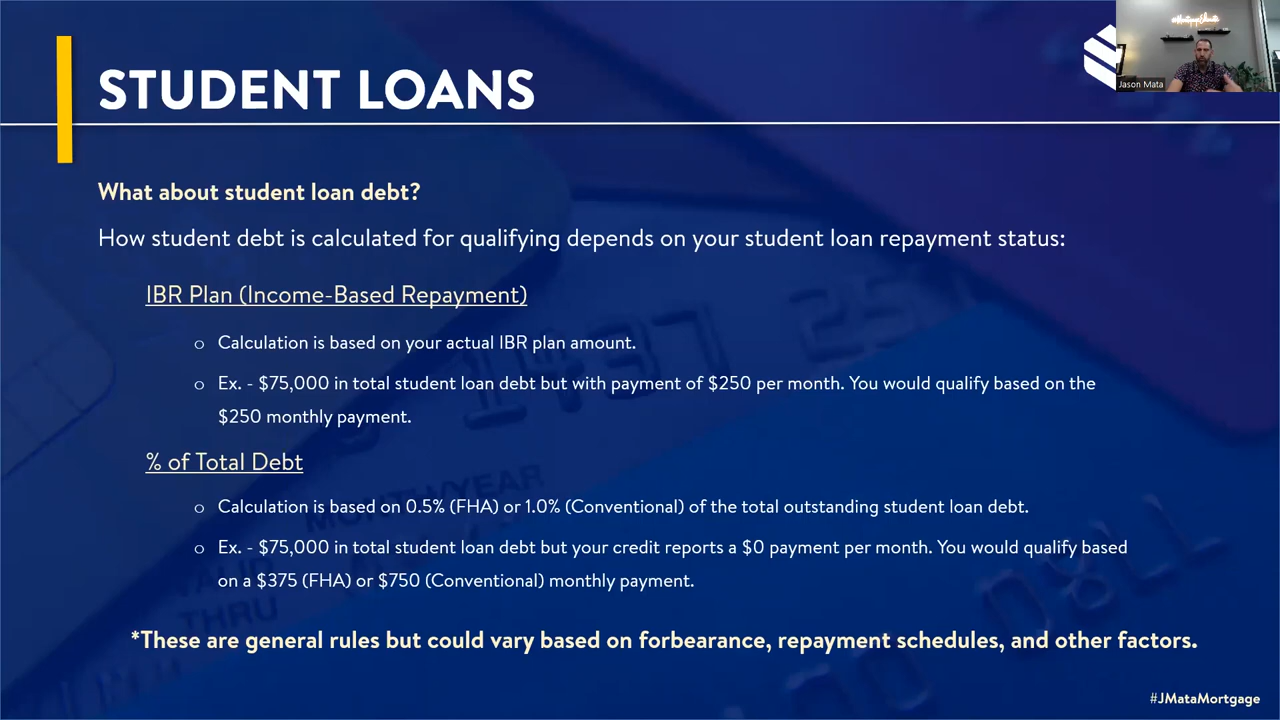 STUDENT LOANS
Jason Mata
What about student loan debt?
How student debt is calculated for qualifying depends on your student loan repayment status:
IBR Plan (Income-Based Repayment)
o Calculation is based on your actual IBR plan amount.
o Ex. - $75,000 in total student loan debt but with payment of $250 per month. You would qualify based on the
$250 monthly payment.
% of Total Debt
o Calculation is based on 0.5% (FHA) or 1.0% (Conventional) of the total outstanding student loan debt.
o Ex. - $75,000 in total student loan debt but your credit reports a $0 payment per month. You would qualify based
on a $375 (FHA) or $750 (Conventional) monthly payment.
*These are general rules but could vary based on forbearance, repayment schedules, and other factors.
#JMataMortgage
MONTH/YEAR
THRU